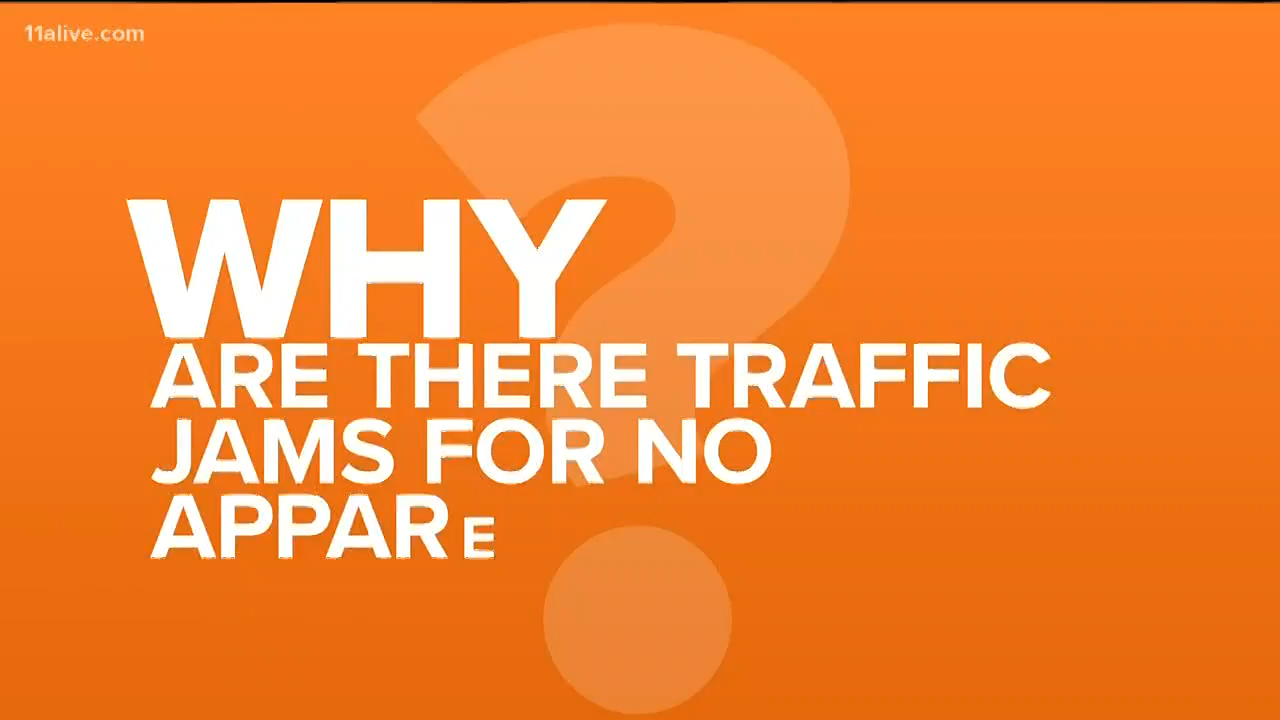 11alive.com
WHY
ARE THERE TRAFFIC
JAMS FOR NO
APPARE